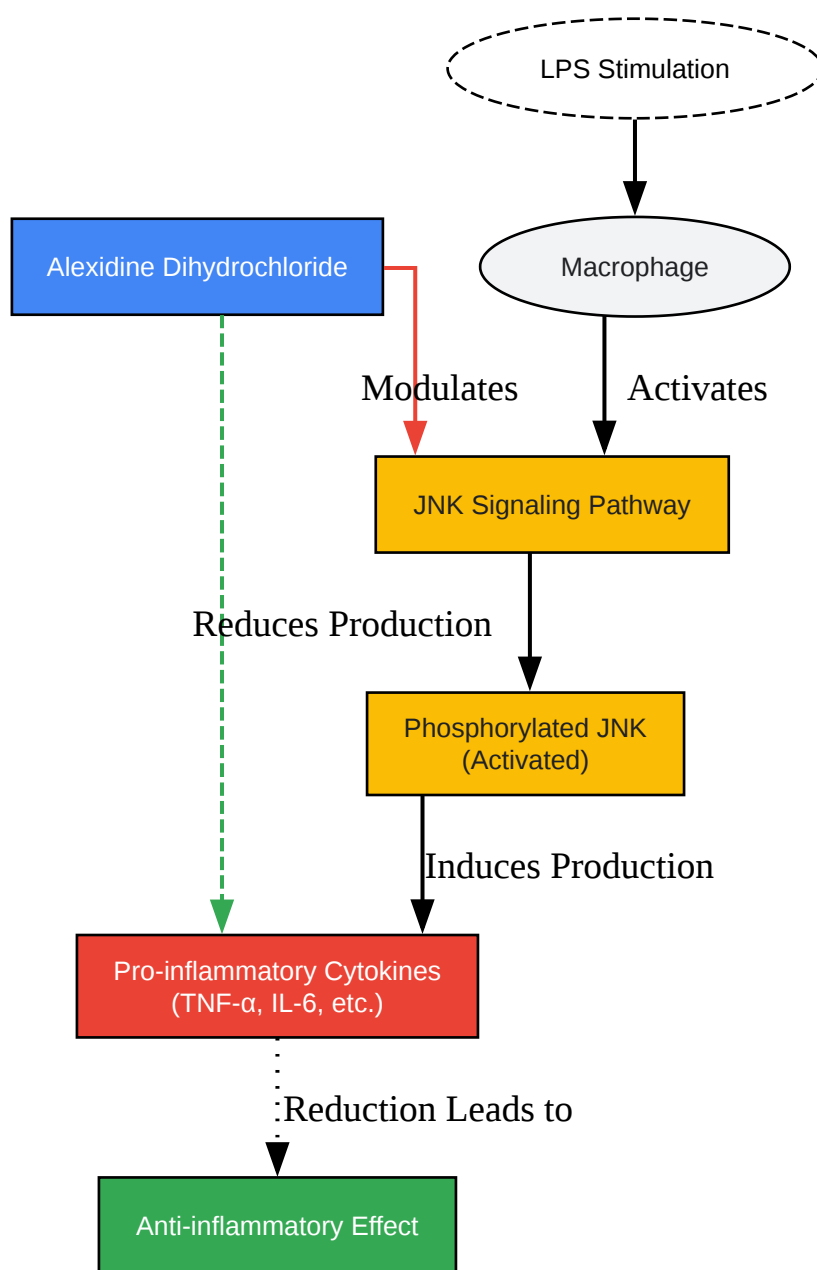 LPS Stimulation
Alexidine Dihydrochloride
Macrophage
Modulates
Activates
JNK Signaling Pathway
Reduces Production
Phosphorylated JNK
(Activated)
Induces Production
Pro-inflammatory Cytokines
(TNF-α, IL-6, etc.)
Reduction Leads to
Anti-inflammatory Effect